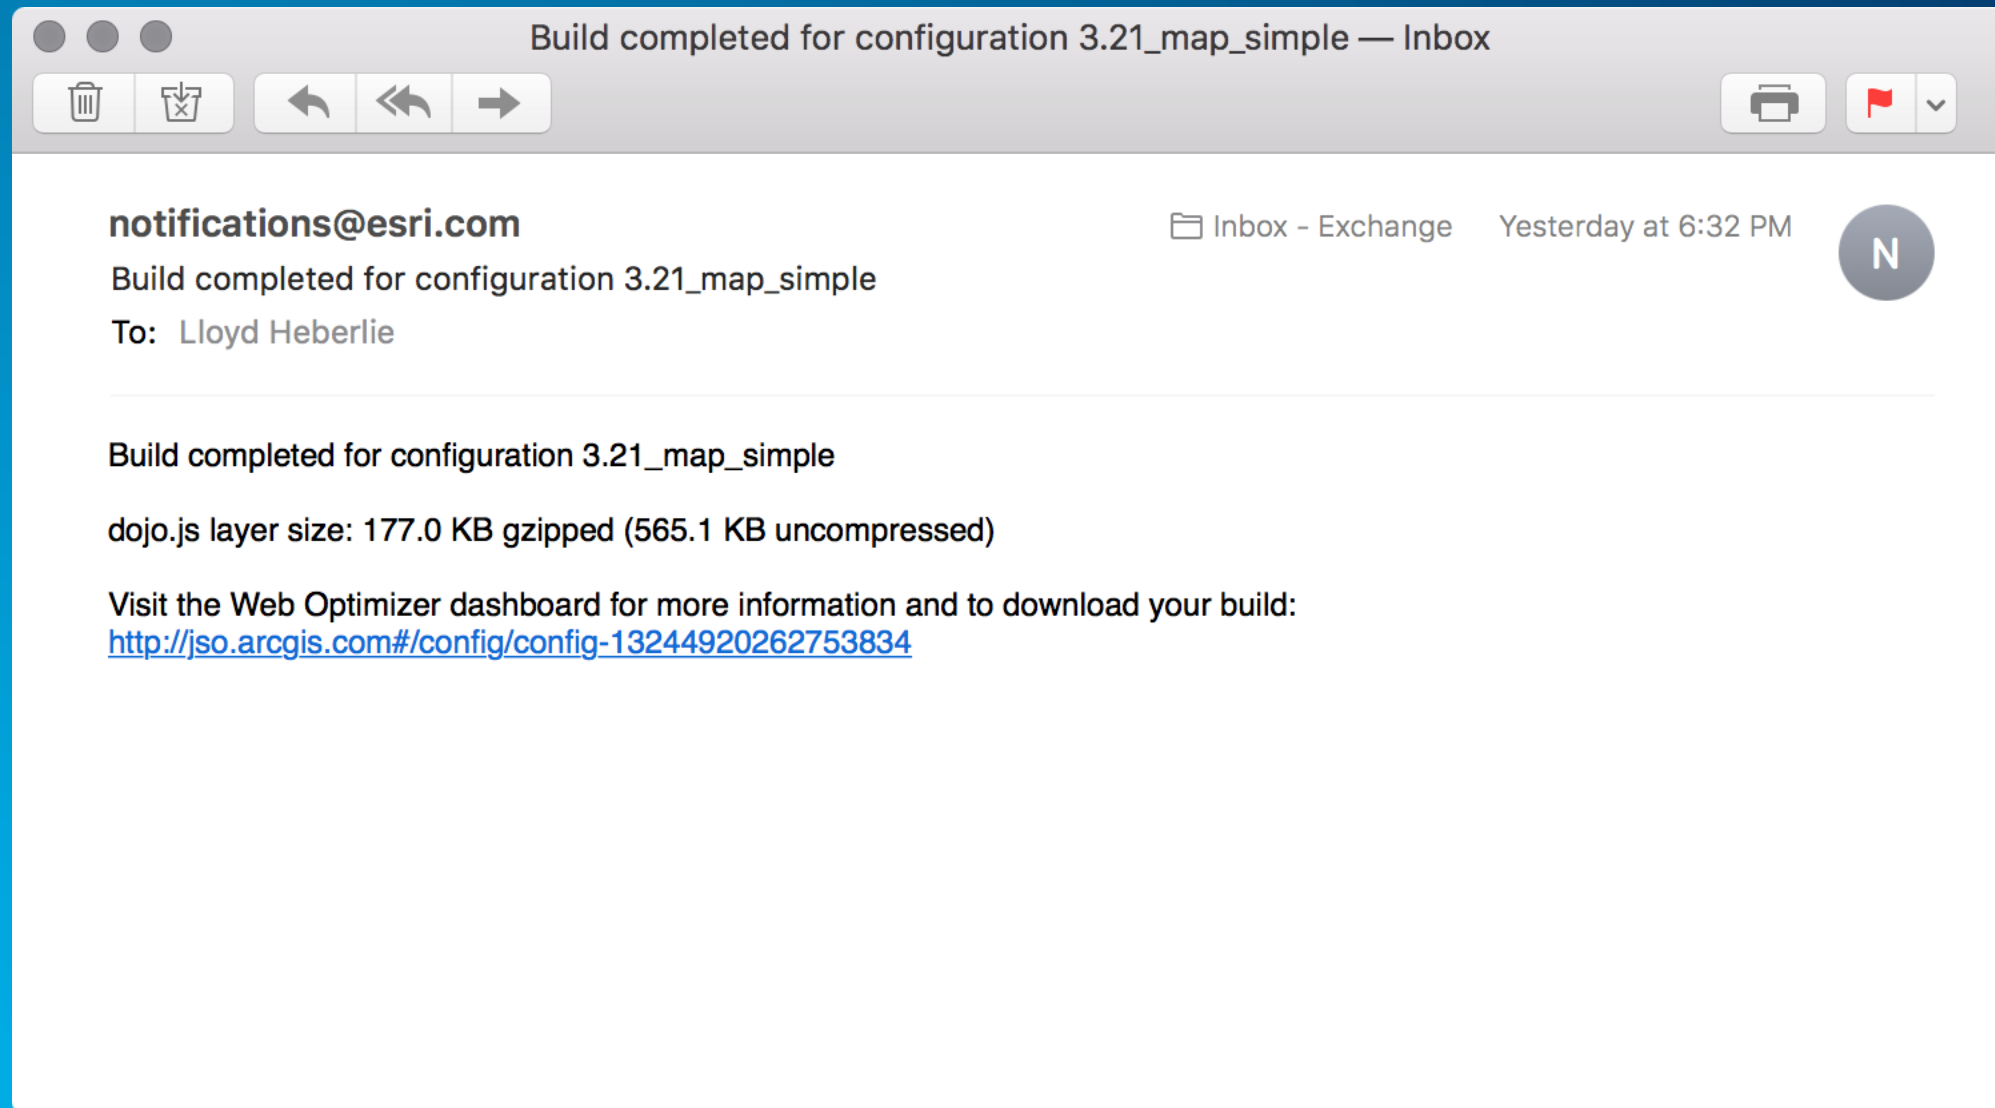 Build completed for configuration 3.21_map_simple — Inbox
notifications@esri.com
Inbox - Exchange
Yesterday at 6:32 PM
N
Build completed for configuration 3.21_map_simple
To: Lloyd Heberlie
Build completed for configuration 3.21_map_simple
dojo.js layer size: 177.0 KB gzipped (565.1 KB uncompressed)
Visit the Web Optimizer dashboard for more information and to download your build:
http://jso.arcgis.com#/config/config-13244920262753834